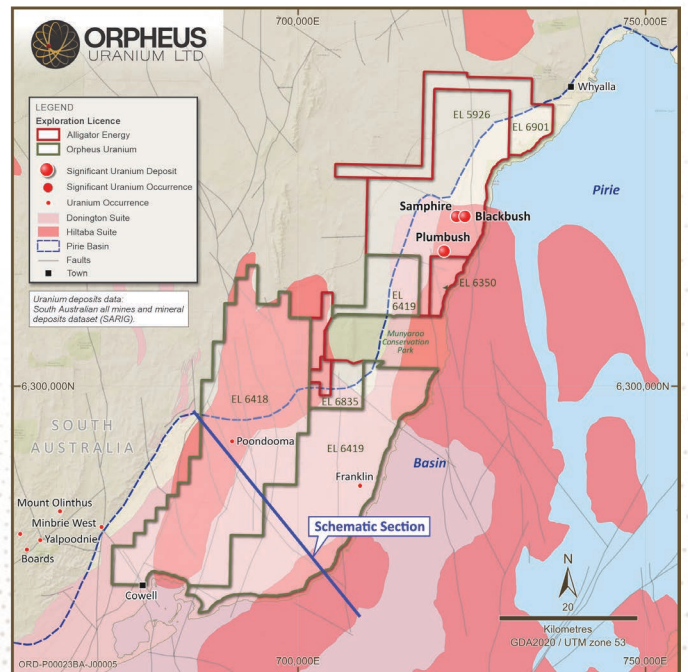 700,000E
750,000E
ORPHEUS
URANIUM LTD
LEGEND
Exploration Licence
Alligator Energy
Orpheus Uranium
Significant Uranium Deposit
Significant Uranium Occurrence
Uranium Occurrence
Donington Suite
Hiltaba Suite
Pirie Basin
Faults
Town
Uranium deposits data:
South Australian all mines and mineral
deposits dataset (SARIG).
Whyalla
EL 5926
EL 6901
Pirie
Samphire
Blackbush
Plumbush
EL 6350
EL
6419
Munyaroo
Conservation
Park
6,300,000N
6,300,000N
EL 6418
EL 6835
SOUTH
AUSTRALIA
Poondooma
EL 6419
Basin
Franklin
Mount Olinthus
Minbrie West
Yalpoodnie
Boards
Schematic Section
Cowell
N
20
Kilometres
GDA2020 / UTM zone 53
ORD-P00023BA-J00005
700,000E
750,000E